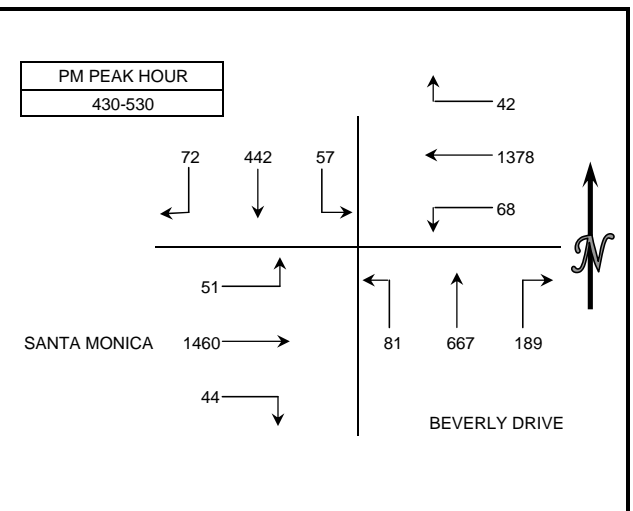 PM PEAK HOUR
430-530
42
72 442 57
1378
68
N
51
SANTA MONICA 1460
81 667 189
44
BEVERLY DRIVE